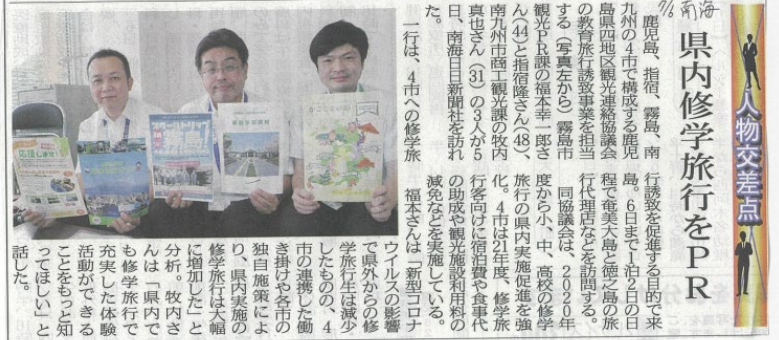 7/6 南海
人物交差点
県内修学旅行をPR
鹿児島、指宿、霧島、南
九州の4市で構成する鹿児
島県四地区観光連絡協議会
の教育旅行誘致事業を担当
する（写真左から）霧島市
観光PR課の福本幸一郎さ
ん（44）と指宿隆さん（48）、
南九州市商工観光課の牧内
真也さん（31）の3人が5
日、南海日日新聞社を訪れ
た。
一行は、4市への修学旅
行誘致を促進する目的で来
島。6日まで1泊2日の日
程で奄美大島と徳之島の旅
行代理店などを訪問する。
同協議会は、2020年
度から小、中、高校の修学
旅行の県内実施促進を強
化。4市は21年度、修学旅
行客向けに宿泊費や食事代
の助成や観光施設利用料の
減免などを実施している。
福本さんは「新型コロナ
ウイルスの影響
で県外からの修
学旅行生は減少
したものの、4
市の連携した働
き掛けや各市の
独自施策によ
り、県内実施の
修学旅行は大幅
に増加した」と
分析。牧内さ
んは「県内で
も修学旅行で
充実した体験
活動ができる
ことをもっと知
ってほしい」と
話した。